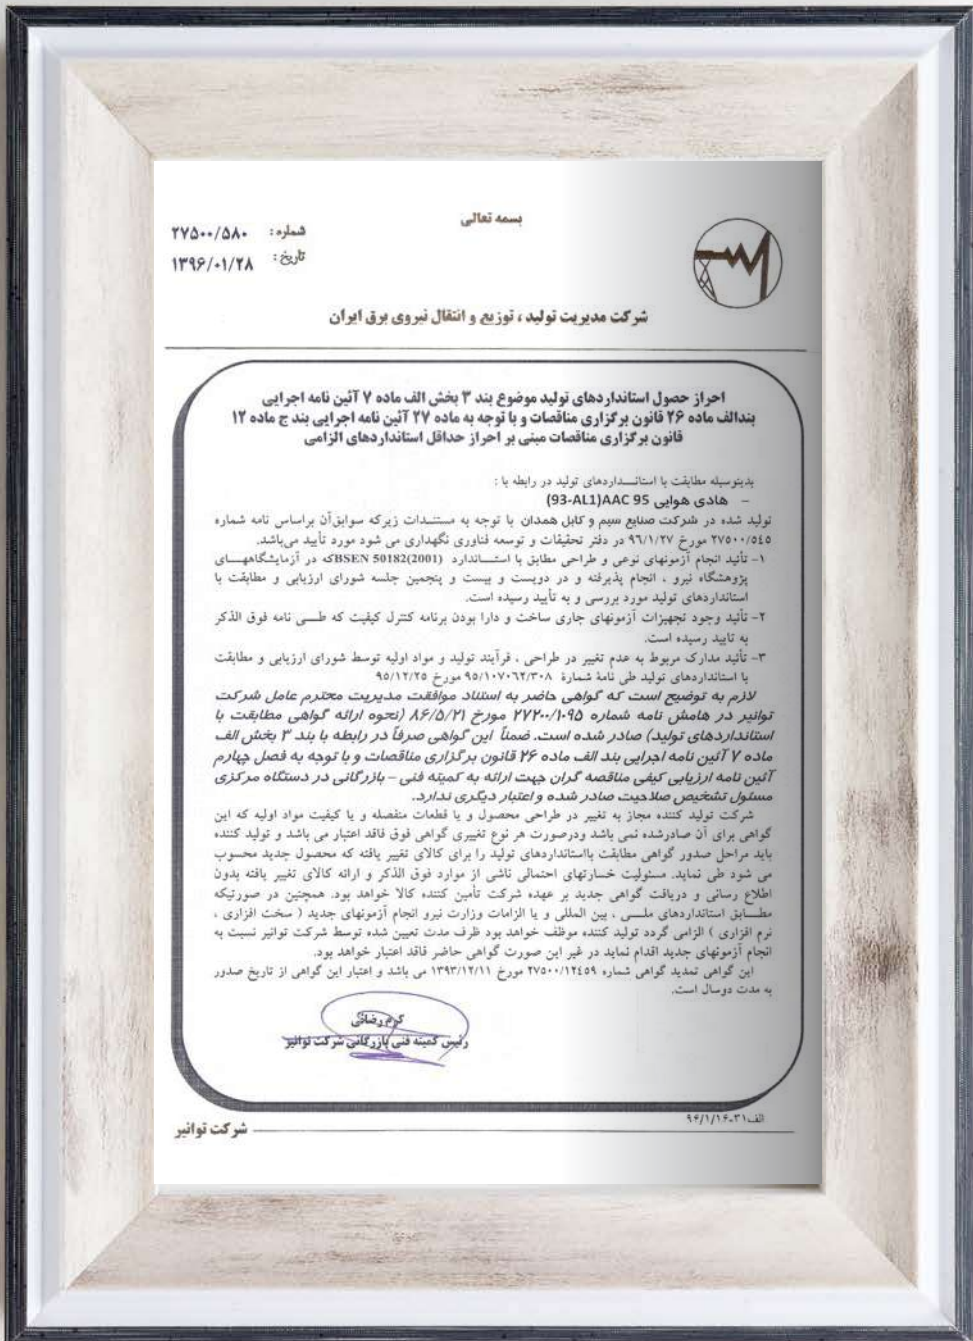 بسمه تعالی
شماره : ۲۷۵۰۰/۵۸۰
تاریخ : ۱۳۹۶/۰۱/۲۸
شرکت مدیریت تولید ، توزیع و انتقال نیروی برق ایران
احراز حصول استانداردهای تولید موضوع بند ۳ بخش الف ماده ۷ آئین نامه اجرایی
بندالف ماده ۲۶ قانون برگزاری مناقصات و با توجه به ماده ۲۷ آئین نامه اجرایی بند ج ماده ۱۲
قانون برگزاری مناقصات مبنی بر احراز حداقل استانداردهای الزامی
بدینوسیله مطابقت با استانداردهای تولید در رابطه با :
– هادی هوایی AAC 95 (93-AL1)
تولید شده در شرکت صنایع سیم و کابل همدان با توجه به مستندات زیرکه سوابق‌آن براساس نامه شماره
۲۷۵۰۰/۵٤۵ مورخ ۹٦/۱/۲۷ در دفتر تحقیقات و توسعه فناوری نگهداری می شود مورد تأیید می‌باشد.
۱- تأئید انجام آزمونهای نوعی و طراحی مطابق با استاندارد BSEN 50182(2001)که در آزمایشگاههای
پژوهشگاه نیرو ، انجام پذیرفته و در دویست و بیست و پنجمین جلسه شورای ارزیابی و مطابقت با
استانداردهای تولید مورد بررسی و به تأیید رسیده است.
۲- تأئید وجود تجهیزات آزمونهای جاری ساخت و دارا بودن برنامه کنترل کیفیت که طی نامه فوق الذکر
به تایید رسیده است.
۳- تأئید مدارک مربوط به عدم تغییر در طراحی ، فرآیند تولید و مواد اولیه توسط شورای ارزیابی و مطابقت
با استانداردهای تولید طی نامهٔ شمارهٔ ۹۵/۱۰۷۰٦۲/۳۰۸ مورخ ۹۵/۱۲/۲۵
لازم به توضیح است که گواهی حاضر به استناد موافقت مدیریت محترم عامل شرکت
توانیر در هامش نامه شماره ۲۷۲۰۰/۱۰۹۵ مورخ ۸۶/۵/۲۱ (نحوه ارائه گواهی مطابقت با
استانداردهای تولید) صادر شده است. ضمناً این گواهی صرفاً در رابطه با بند ۳ بخش الف
ماده ۷ آئین نامه اجرایی بند الف ماده ۲۶ قانون برگزاری مناقصات و با توجه به فصل چهارم
آئین نامه ارزیابی کیفی مناقصه گران جهت ارائه به کمیته فنی – بازرگانی در دستگاه مرکزی
مسئول تشخیص صلاحیت صادر شده و اعتبار دیگری ندارد.
شرکت تولید کننده مجاز به تغییر در طراحی محصول و یا قطعات منفصله و یا کیفیت مواد اولیه که این
گواهی برای آن صادرشده نمی باشد ودرصورت هر نوع تغییری گواهی فوق فاقد اعتبار می باشد و تولید کننده
باید مراحل صدور گواهی مطابقت بااستانداردهای تولید را برای کالای تغییر یافته که محصول جدید محسوب
می شود طی نماید. مسئولیت خسارتهای احتمالی ناشی از موارد فوق الذکر و ارائه کالای تغییر یافته بدون
اطلاع رسانی و دریافت گواهی جدید بر عهده شرکت تأمین کننده کالا خواهد بود. همچنین در صورتیکه
مطابق استانداردهای ملی ، بین المللی و یا الزامات وزارت نیرو انجام آزمونهای جدید ( سخت افزاری ،
نرم افزاری ) الزامی گردد تولید کننده موظف خواهد بود ظرف مدت تعیین شده توسط شرکت توانیر نسبت به
انجام آزمونهای جدید اقدام نماید در غیر این صورت گواهی حاضر فاقد اعتبار خواهد بود.
این گواهی تمدید گواهی شماره ۲۷۵۰۰/۱۲٤۵۹ مورخ ۱۳۹۳/۱۲/۱۱ می باشد و اعتبار این گواهی از تاریخ صدور
به مدت دوسال است.
کرم رضائی
رئیس کمیته فنی بازرگانی شرکت توانیر
الف۳۱-۹۶/۱/۱۶
شرکت توانیر